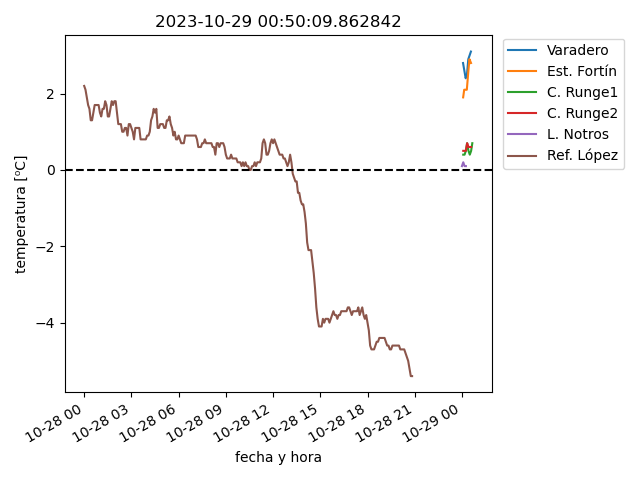 2023-10-29 00:50:09.862842
temperatura [ºC]
2
0
−2
−4
10-28 00
10-28 03
10-28 06
10-28 09
10-28 12
10-28 15
10-28 18
10-28 21
10-29 00
fecha y hora
Varadero
Est. Fortín
C. Runge1
C. Runge2
L. Notros
Ref. López